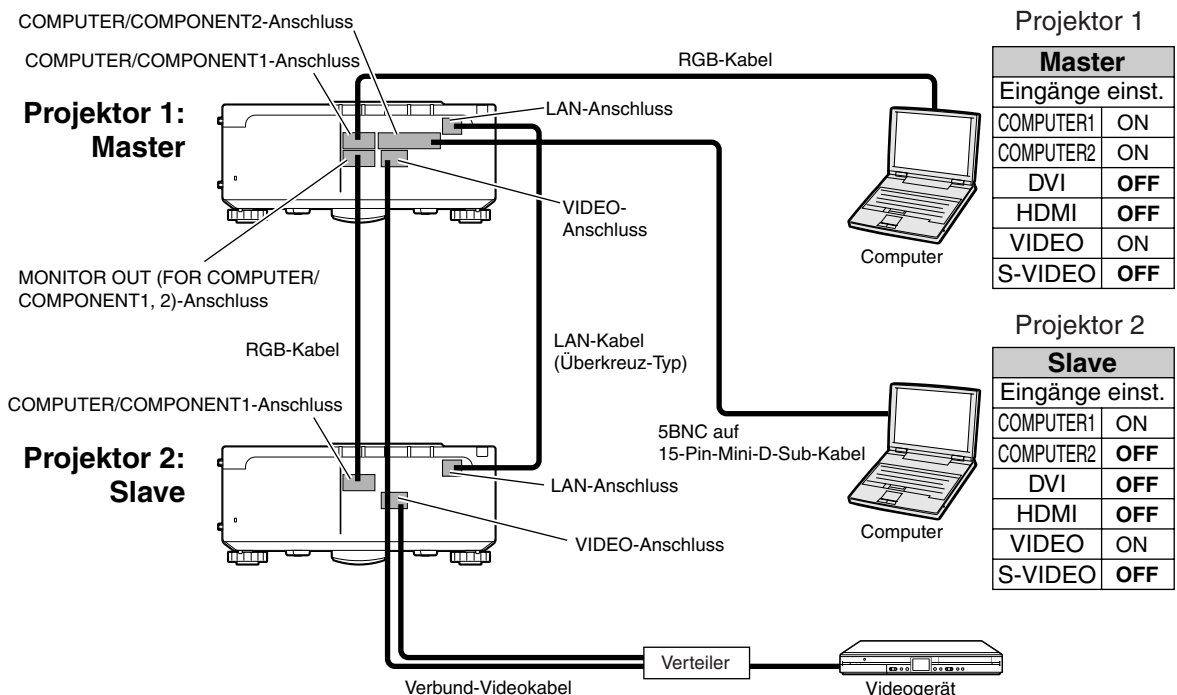 COMPUTER/COMPONENT2-Anschluss
COMPUTER/COMPONENT1-Anschluss
Projektor 1:
Master
RGB-Kabel
LAN-Anschluss
VIDEO-
Anschluss
MONITOR OUT (FOR COMPUTER/
COMPONENT1, 2)-Anschluss
Computer
RGB-Kabel
LAN-Kabel
(Überkreuz-Typ)
COMPUTER/COMPONENT1-Anschluss
Projektor 2:
Slave
5BNC auf
15-Pin-Mini-D-Sub-Kabel
LAN-Anschluss
VIDEO-Anschluss
Computer
Verteiler
Verbund-Videokabel
Videogerät
Projektor 1
Master
Eingänge einst.
COMPUTER1 ON
COMPUTER2 ON
DVI OFF
HDMI OFF
VIDEO ON
S-VIDEO OFF
Projektor 2
Slave
Eingänge einst.
COMPUTER1 ON
COMPUTER2 OFF
DVI OFF
HDMI OFF
VIDEO ON
S-VIDEO OFF